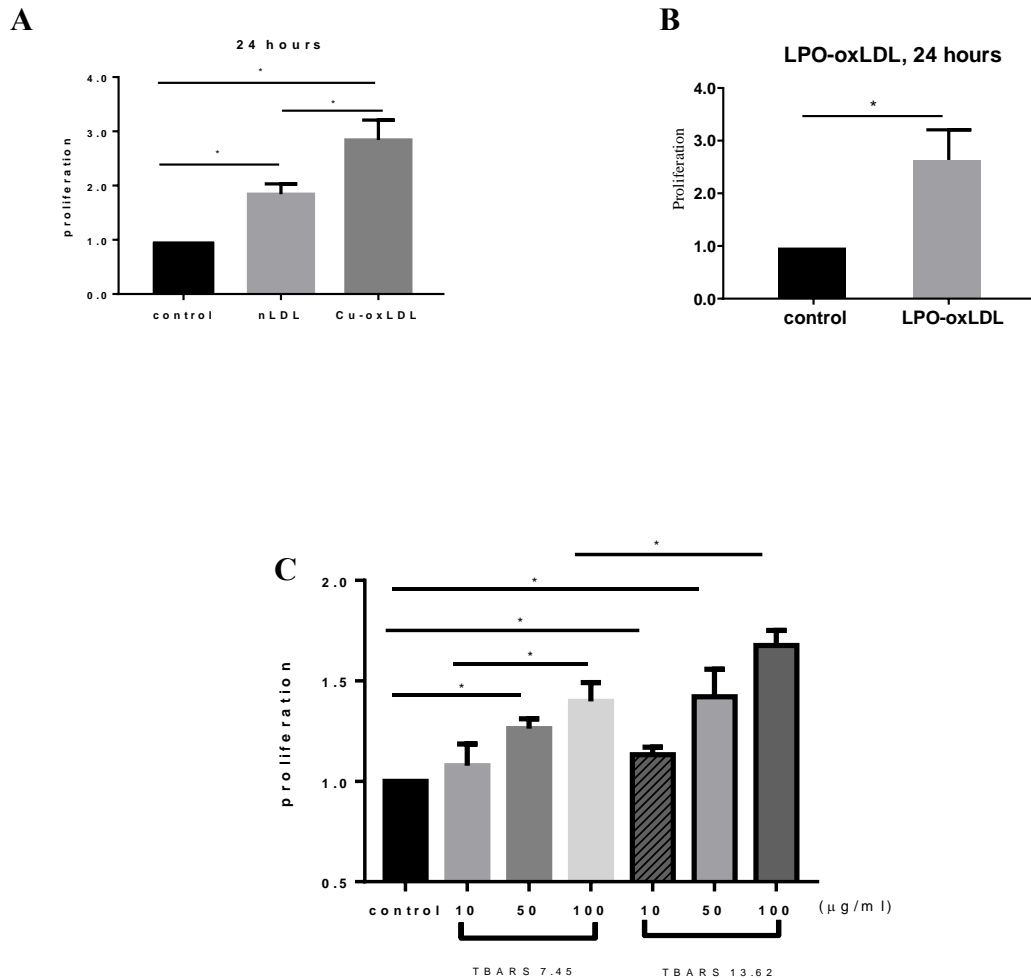 A
24 hours
*
*
*
4.0
3.0
2.0
1.0
0.0
proliferation
control nLDL Cu-oxLDL
B
LPO-oxLDL, 24 hours
*
4.0
3.0
2.0
1.0
0.0
Proliferation
control LPO-oxLDL
C
*
*
*
*
*
2.0
1.5
1.0
0.5
proliferation
control 10 50 100 10 50 100 (μg/ml)
TBARS 7.45 TBARS 13.62